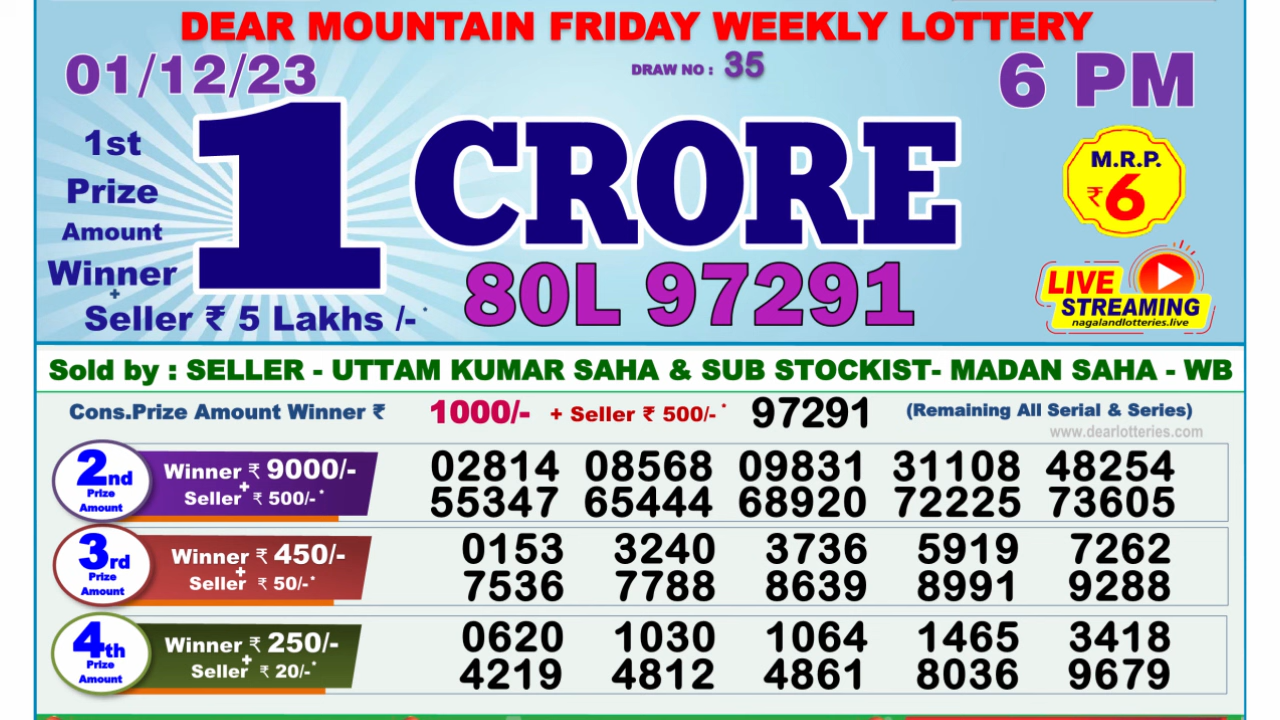 DEAR MOUNTAIN FRIDAY WEEKLY LOTTERY
01/12/23
DRAW NO : 35
6 PM
1st
Prize
Amount
Winner
+
Seller ₹ 5 Lakhs /- *
1 CRORE
80L 97291
M.R.P.
₹ 6
LIVE
STREAMING
nagalandlotteries.live
Sold by : SELLER - UTTAM KUMAR SAHA & SUB STOCKIST- MADAN SAHA - WB
Cons.Prize Amount Winner ₹ 1000/- + Seller ₹ 500/- * 97291 (Remaining All Serial & Series)
www.dearlotteries.com
2nd
Prize
Amount
Winner ₹ 9000/-
+
Seller ₹ 500/- *
02814 08568 09831 31108 48254
55347 65444 68920 72225 73605
3rd
Prize
Amount
Winner ₹ 450/-
+
Seller ₹ 50/- *
0153 3240 3736 5919 7262
7536 7788 8639 8991 9288
4th
Prize
Amount
Winner ₹ 250/-
+
Seller ₹ 20/- *
0620 1030 1064 1465 3418
4219 4812 4861 8036 9679